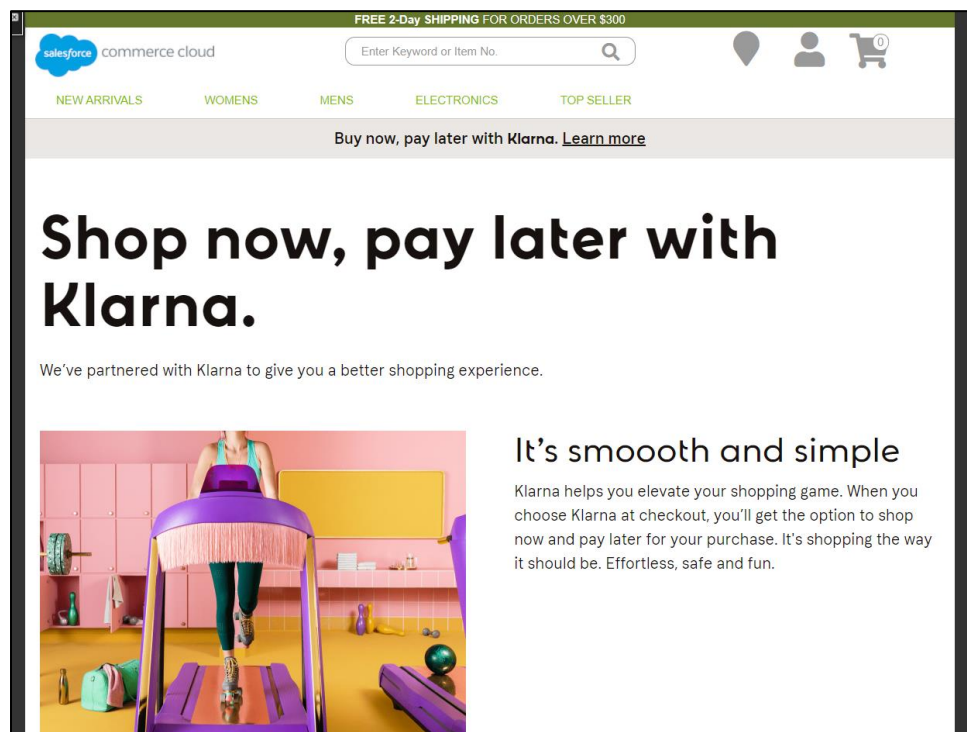 FREE 2-Day SHIPPING FOR ORDERS OVER $300
salesforce commerce cloud
Enter Keyword or Item No.
0
NEW ARRIVALS WOMENS MENS ELECTRONICS TOP SELLER
Buy now, pay later with Klarna. Learn more
Shop now, pay later with
Klarna.
We've partnered with Klarna to give you a better shopping experience.
It's smoooth and simple
Klarna helps you elevate your shopping game. When you
choose Klarna at checkout, you'll get the option to shop
now and pay later for your purchase. It's shopping the way
it should be. Effortless, safe and fun.